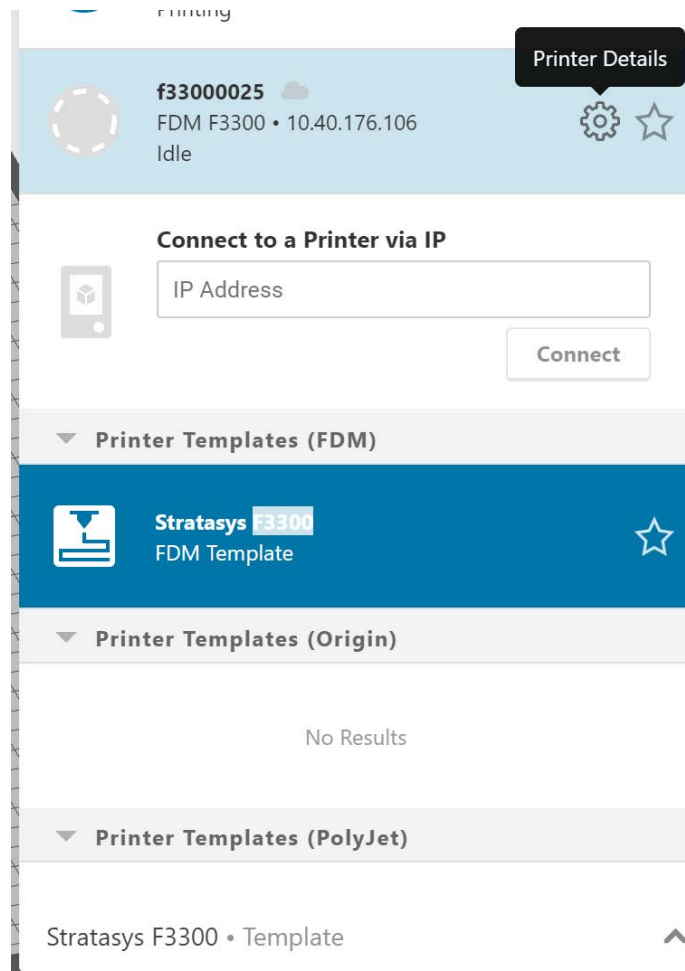 Printing
Printer Details
f33000025
FDM F3300 • 10.40.176.106
Idle
Connect to a Printer via IP
IP Address
Connect
Printer Templates (FDM)
Stratasys F3300
FDM Template
Printer Templates (Origin)
No Results
Printer Templates (PolyJet)
Stratasys F3300 • Template